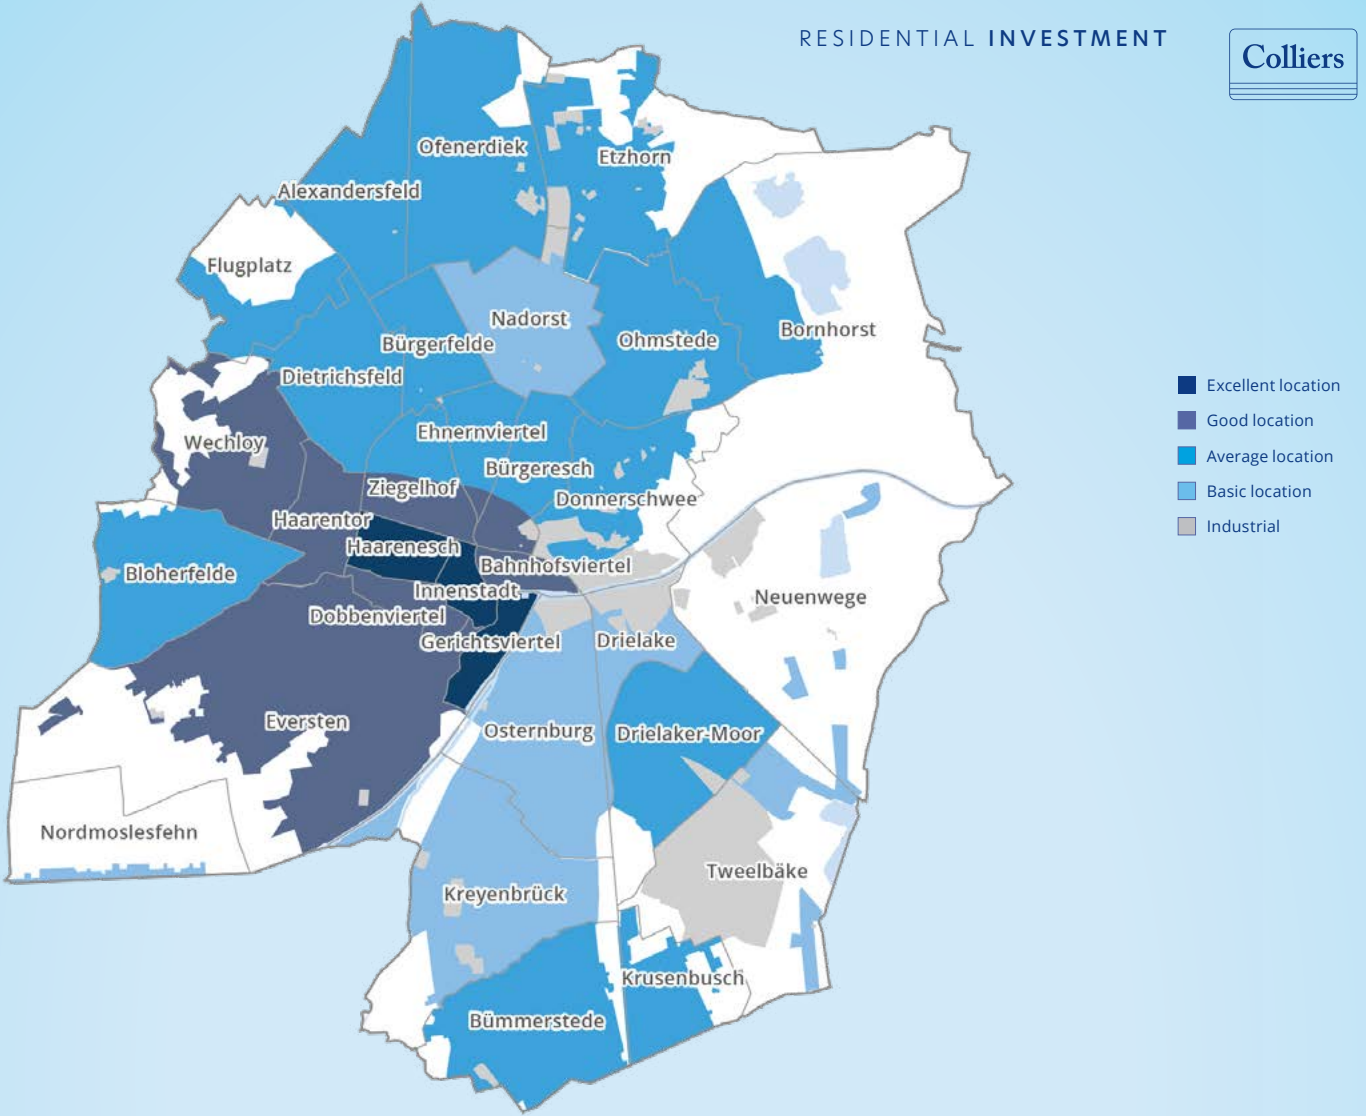 RESIDENTIAL INVESTMENT
Colliers
Ofenerdiek
Etzhorn
Alexandersfeld
Flugplatz
Nadorst
Bornhorst
Bürgerfelde
Ohmstede
Dietrichsfeld
Ehnernviertel
Wechloy
Bürgeresch
Ziegelhof
Donnerschwee
Haarentor
Haarenesch
Bahnhofsviertel
Bloherfelde
Innenstadt
Neuenwege
Dobbenviertel
Gerichtsviertel
Drielake
Eversten
Osternburg
Drielaker-Moor
Nordmoslesfehn
Tweelbäke
Kreyenbrück
Krusenbusch
Bümmerstede
Excellent location
Good location
Average location
Basic location
Industrial